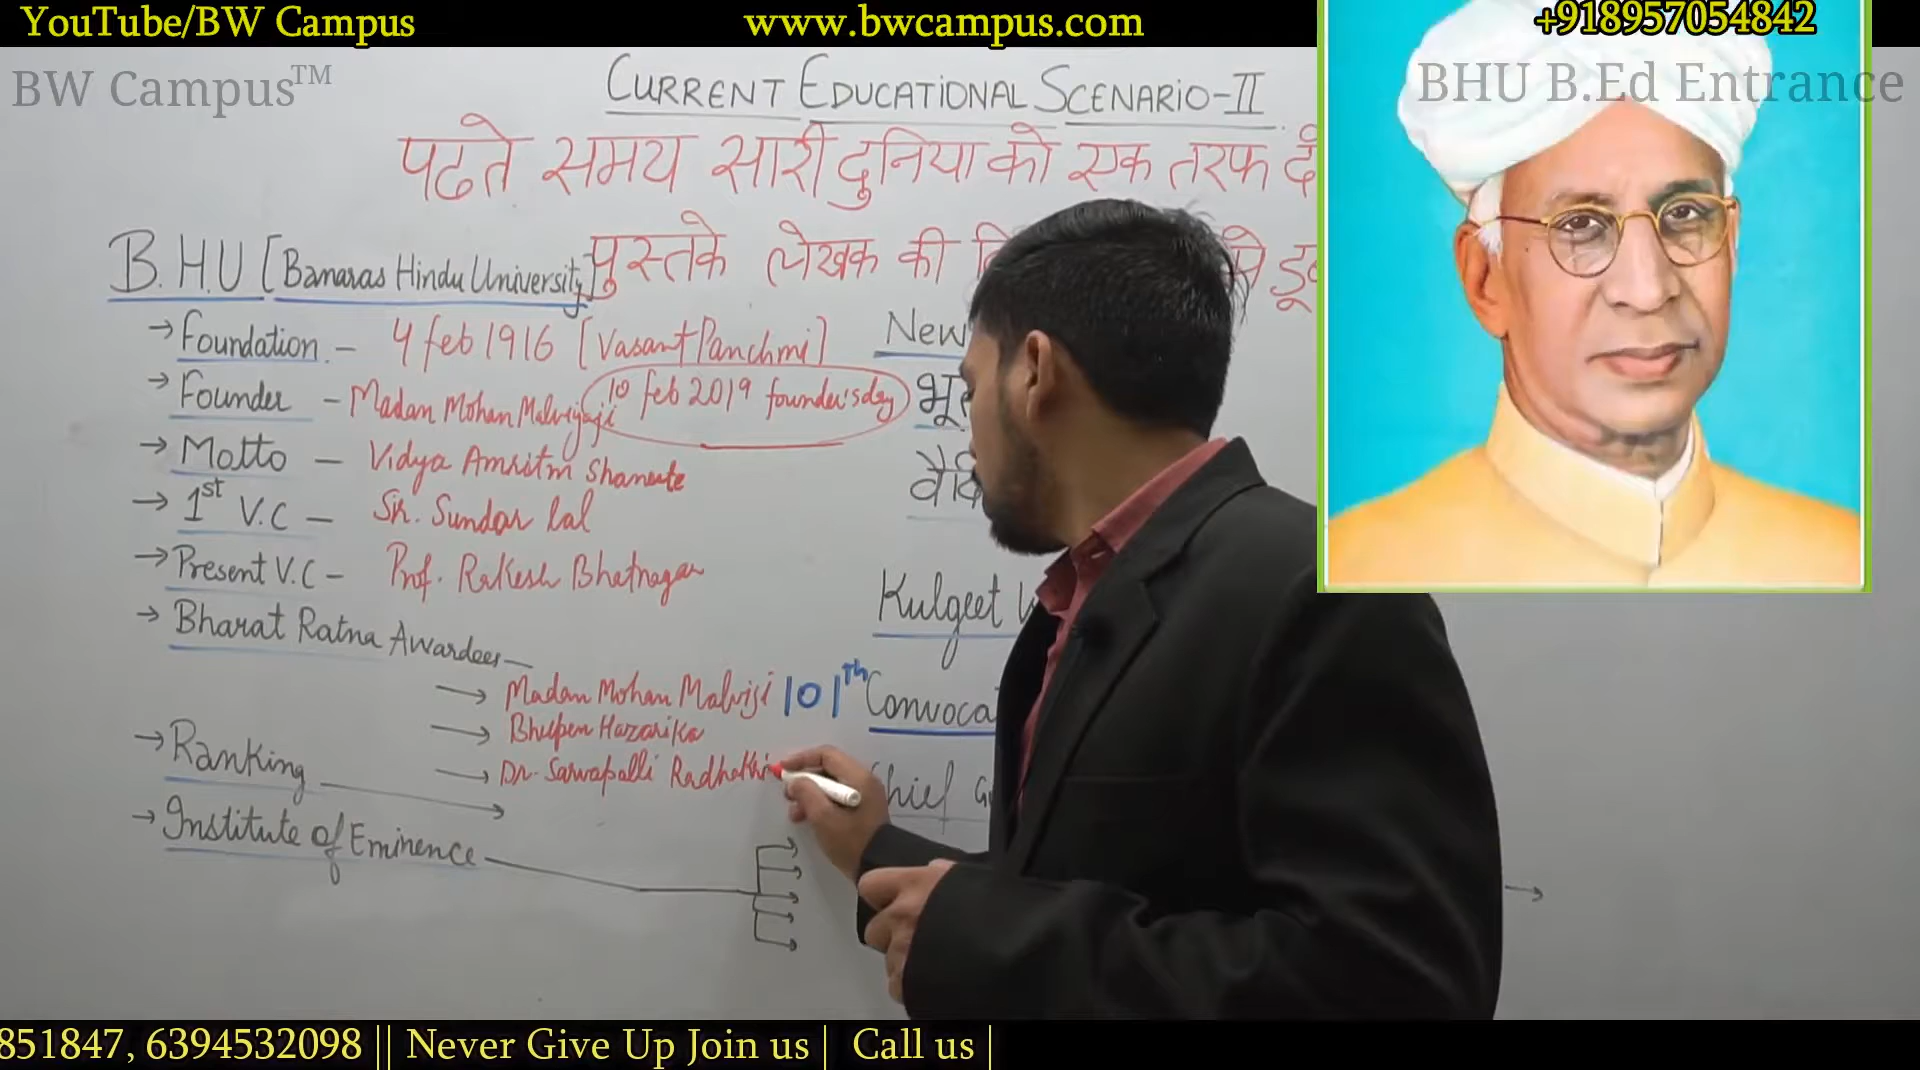 YouTube/BW Campus
www.bwcampus.com
+918957054842
BW Campus™
BHU B.Ed Entrance
CURRENT EDUCATIONAL SCENARIO-II
पढते समय सारी दुनिया को एक तरफ
पुस्तके लेखक की
B.H.U [Banaras Hindu University]
→ Foundation - 4 feb 1916 [Vasant Panchmi]
→ Founder - Madan Mohan Malviyaji
10 feb 2019 founder's day
→ Motto - Vidya Amritm Shanute
→ 1st V.C - Sh. Sundar lal
→ Present V.C - Prof. Rakesh Bhatnagar
→ Bharat Ratna Awardees -
→ Madan Mohan Malviji
→ Bhupen Hazarika
→ Dr. Sarvapalli
→ Ranking
→ Institute of Eminence
New
Kulgeet
101th
851847, 6394532098 || Never Give Up Join us | Call us |